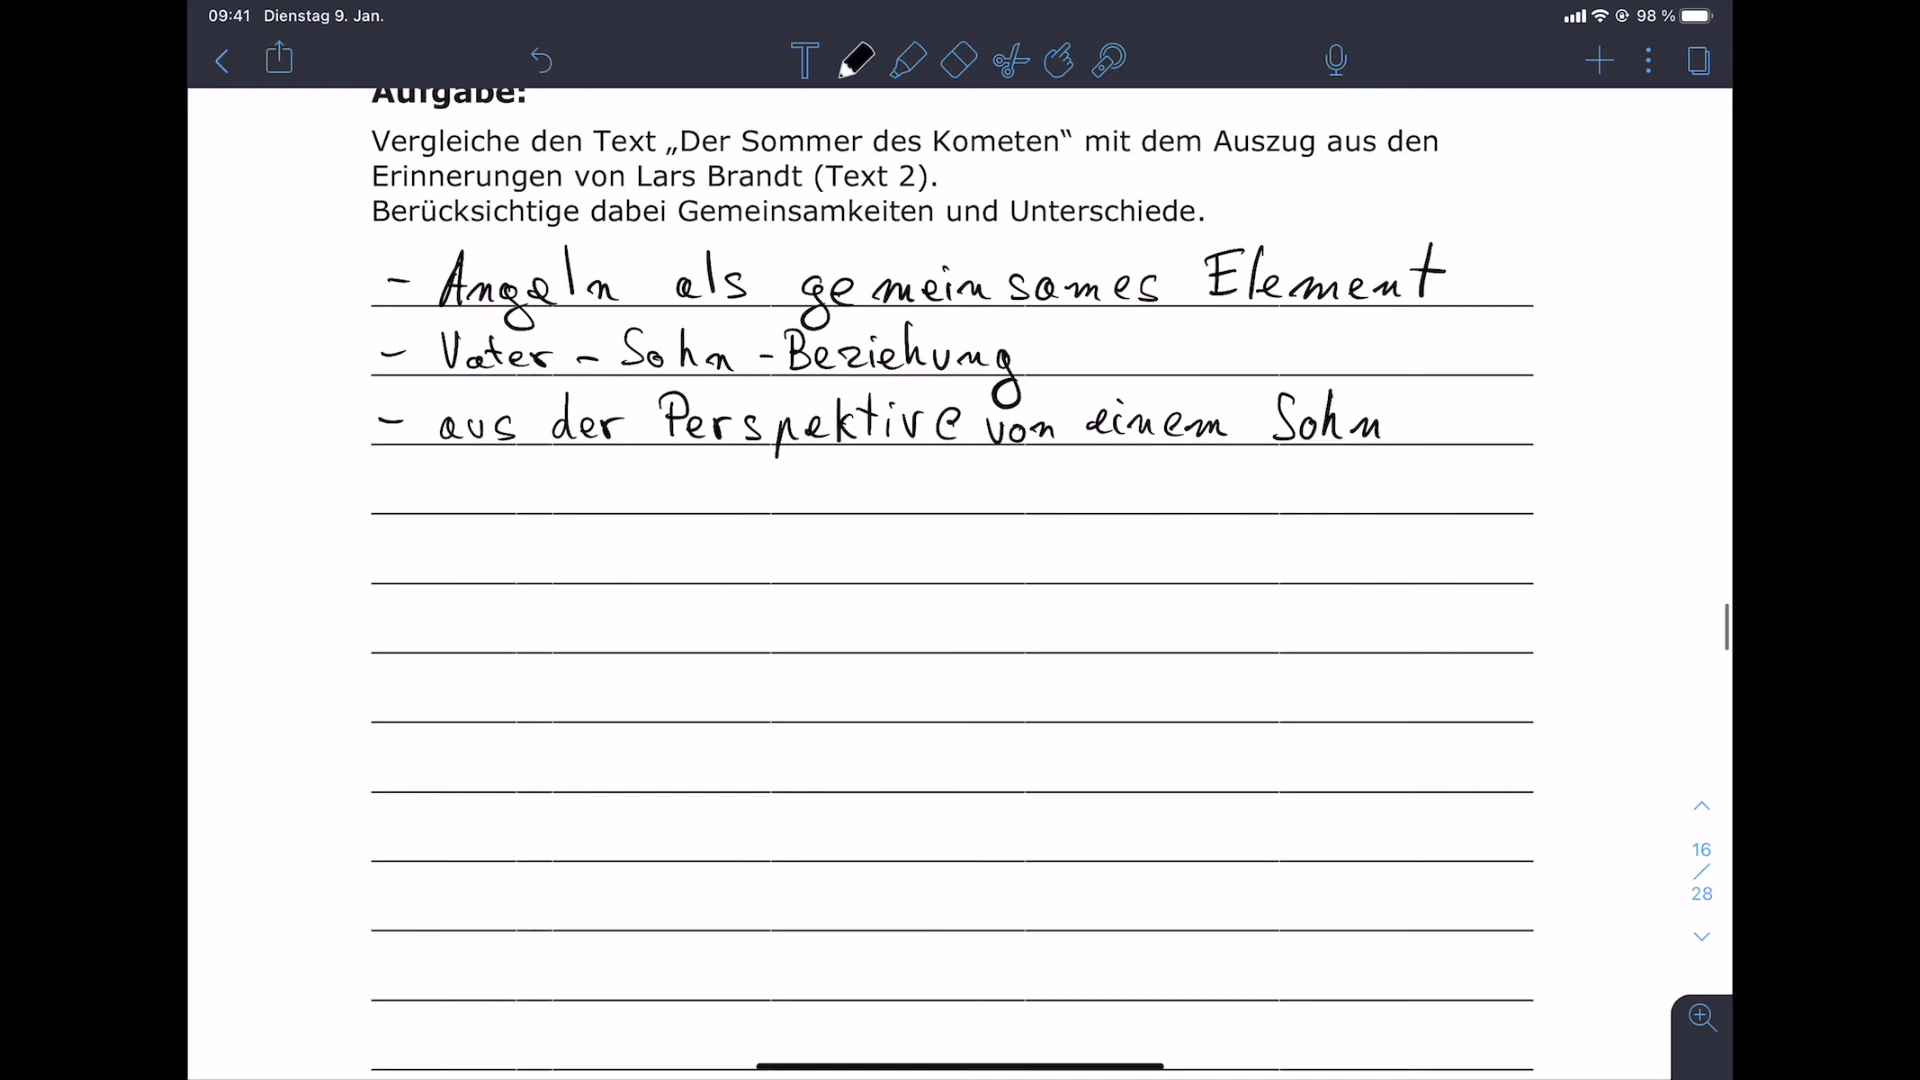 09:41 Dienstag 9. Jan.
98 %
Aufgabe:
Vergleiche den Text „Der Sommer des Kometen“ mit dem Auszug aus den
Erinnerungen von Lars Brandt (Text 2).
Berücksichtige dabei Gemeinsamkeiten und Unterschiede.
- Angeln als gemeinsames Element
- Vater-Sohn-Beziehung
- aus der Perspektive von einem Sohn
16
/
28